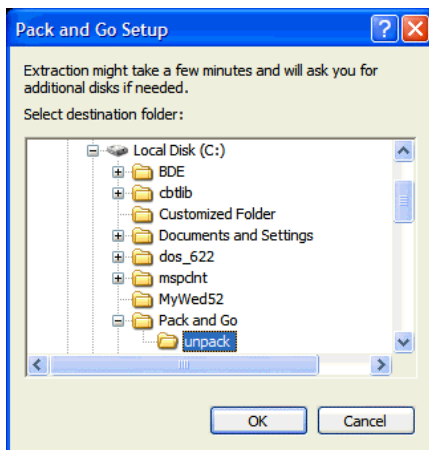 Pack and Go Setup
Extraction might take a few minutes and will ask you for
additional disks if needed.
Select destination folder:
Local Disk (C:)
BDE
cbtlib
Customized Folder
Documents and Settings
dos_622
mspclnt
MyWed52
Pack and Go
unpack
OK Cancel